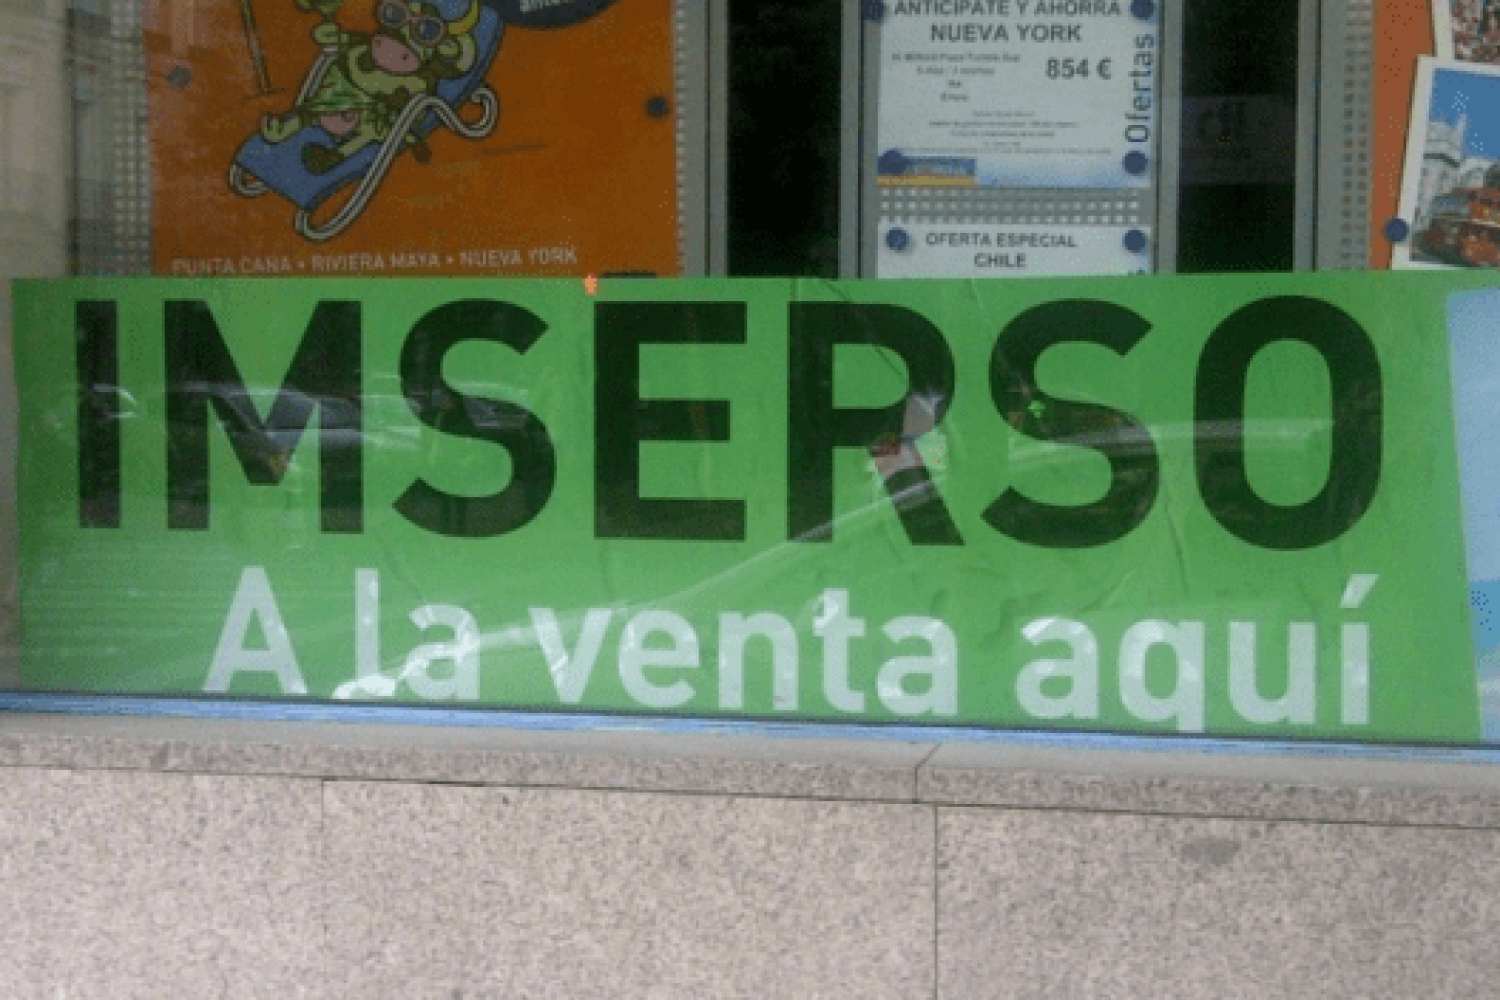 ANTICIPATE Y AHORRA
NUEVA YORK
854 €
Ofertas
PUNTA CANA • RIVIERA MAYA • NUEVA YORK
OFERTA ESPECIAL
CHILE
IMSERSO
A la venta aquí